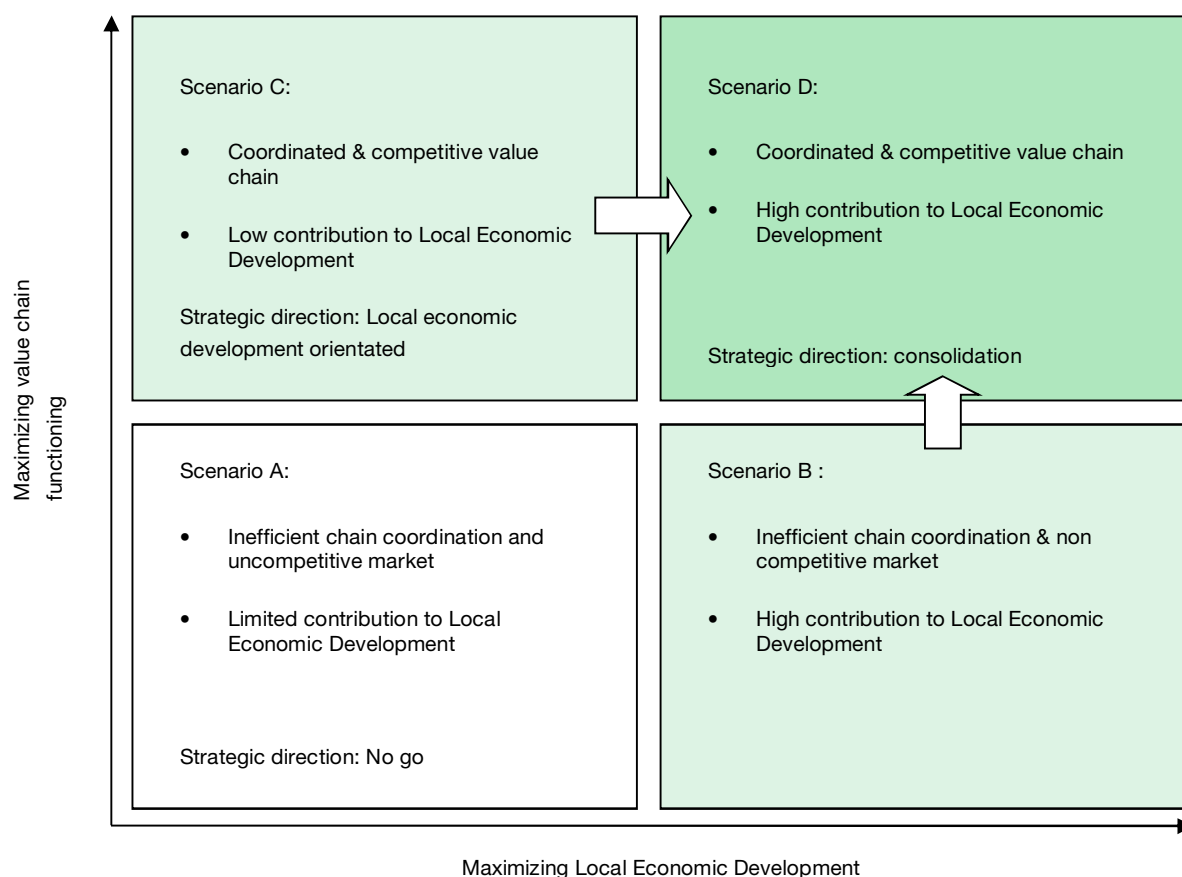 Maximizing value chain
functioning
Scenario C:
• Coordinated & competitive value
chain
• Low contribution to Local Economic
Development
Strategic direction: Local economic
development orientated
Scenario D:
• Coordinated & competitive value chain
• High contribution to Local Economic
Development
Strategic direction: consolidation
Scenario A:
• Inefficient chain coordination and
uncompetitive market
• Limited contribution to Local
Economic Development
Strategic direction: No go
Scenario B :
• Inefficient chain coordination & non
competitive market
• High contribution to Local Economic
Development
Maximizing Local Economic Development